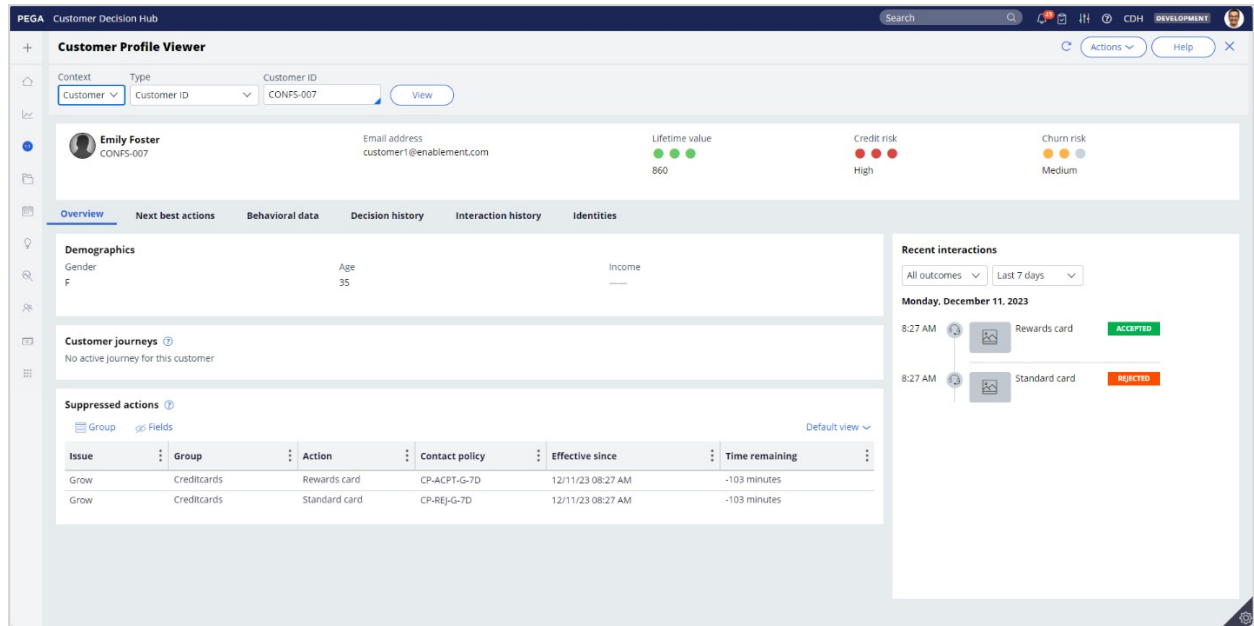 PEGA Customer Decision Hub Search 49 CDH DEVELOPMENT
Customer Profile Viewer Actions Help
Context Type Customer ID
Customer Customer ID CONFS-007 View
Emily Foster Email address Lifetime value Credit risk Churn risk
CONFS-007 customer1@enablement.com
860 High Medium
Overview Next best actions Behavioral data Decision history Interaction history Identities
Demographics
Gender Age Income
F 35 ——
Customer journeys ?
No active journey for this customer
Suppressed actions ?
Group Fields Default view
Issue Group Action Contact policy Effective since Time remaining
Grow Creditcards Rewards card CP-ACPT-G-7D 12/11/23 08:27 AM -103 minutes
Grow Creditcards Standard card CP-REJ-G-7D 12/11/23 08:27 AM -103 minutes
Recent interactions
All outcomes Last 7 days
Monday, December 11, 2023
8:27 AM Rewards card ACCEPTED
8:27 AM Standard card REJECTED